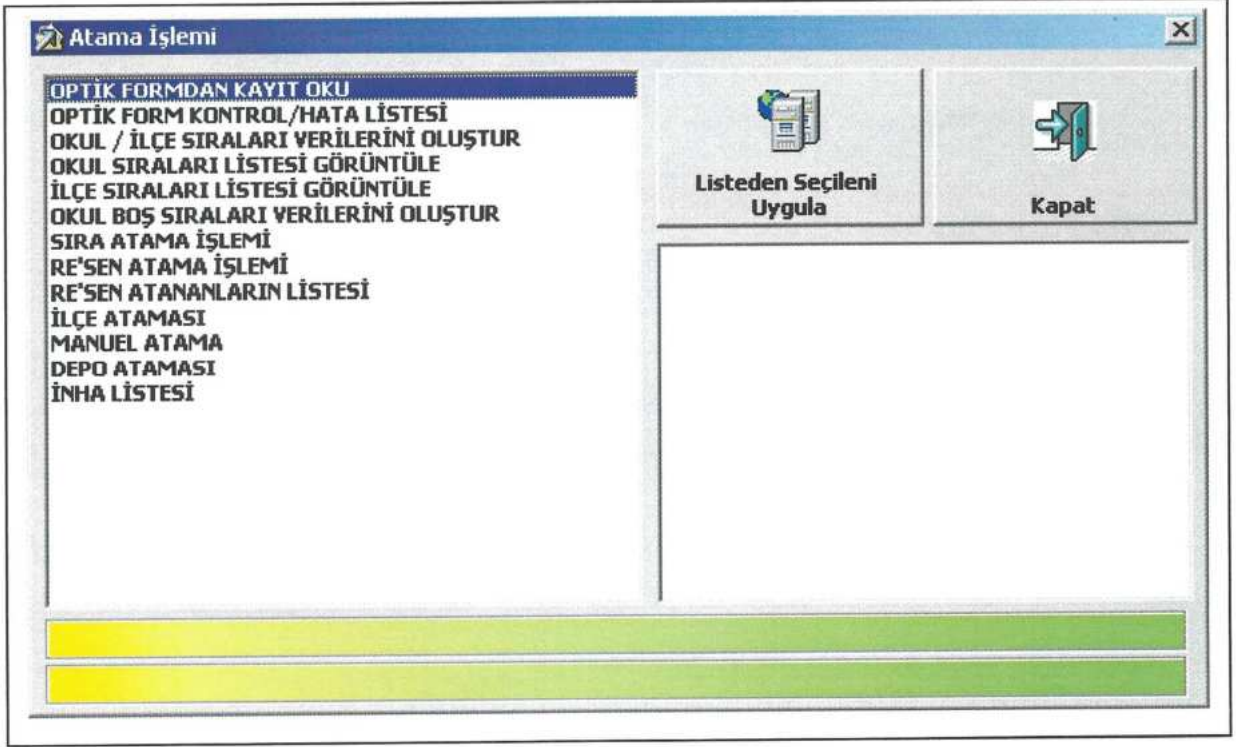 Atama İşlemi
OPTİK FORMDAN KAYIT OKU
OPTİK FORM KONTROL/HATA LİSTESİ
OKUL / İLÇE SIRALARI VERİLERİNİ OLUŞTUR
OKUL SIRALARI LİSTESİ GÖRÜNTÜLE
İLÇE SIRALARI LİSTESİ GÖRÜNTÜLE
OKUL BOŞ SIRALARI VERİLERİNİ OLUŞTUR
SIRA ATAMA İŞLEMİ
RE'SEN ATAMA İŞLEMİ
RE'SEN ATANANLARIN LİSTESİ
İLÇE ATAMASI
MANUEL ATAMA
DEPO ATAMASI
İNHA LİSTESİ
Listeden Seçileni
Uygula
Kapat